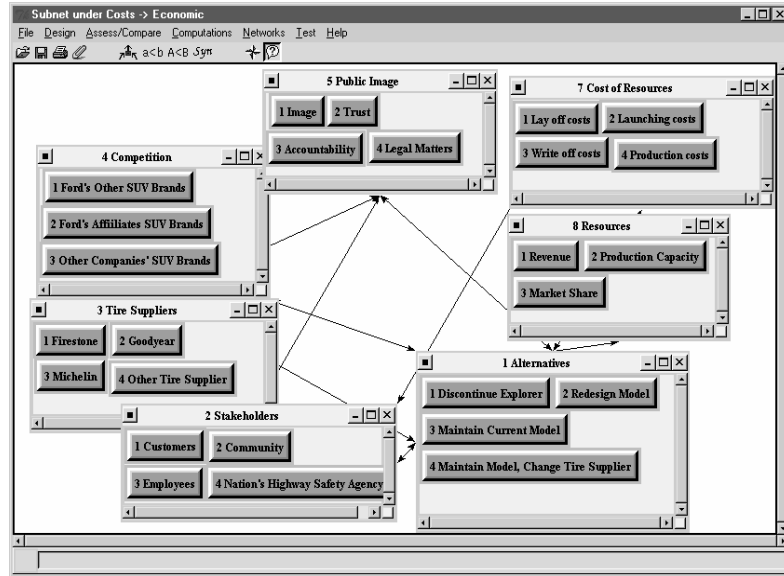 Subnet under Costs -> Economic
File Design Assess/Compare Computations Networks Test Help
a<b A<B Syn
5 Public Image
1 Image 2 Trust
3 Accountability 4 Legal Matters
7 Cost of Resources
1 Lay off costs 2 Launching costs
3 Write off costs 4 Production costs
4 Competition
1 Ford's Other SUV Brands
2 Ford's Affiiliates SUV Brands
3 Other Companies' SUV Brands
8 Resources
1 Revenue 2 Production Capacity
3 Market Share
3 Tire Suppliers
1 Firestone 2 Goodyear
3 Michelin 4 Other Tire Supplier
1 Alternatives
1 Discontinue Explorer 2 Redesign Model
3 Maintain Current Model
4 Maintain Model, Change Tire Supplier
2 Stakeholders
1 Customers 2 Community
3 Employees 4 Nation's Highway Safety Agency